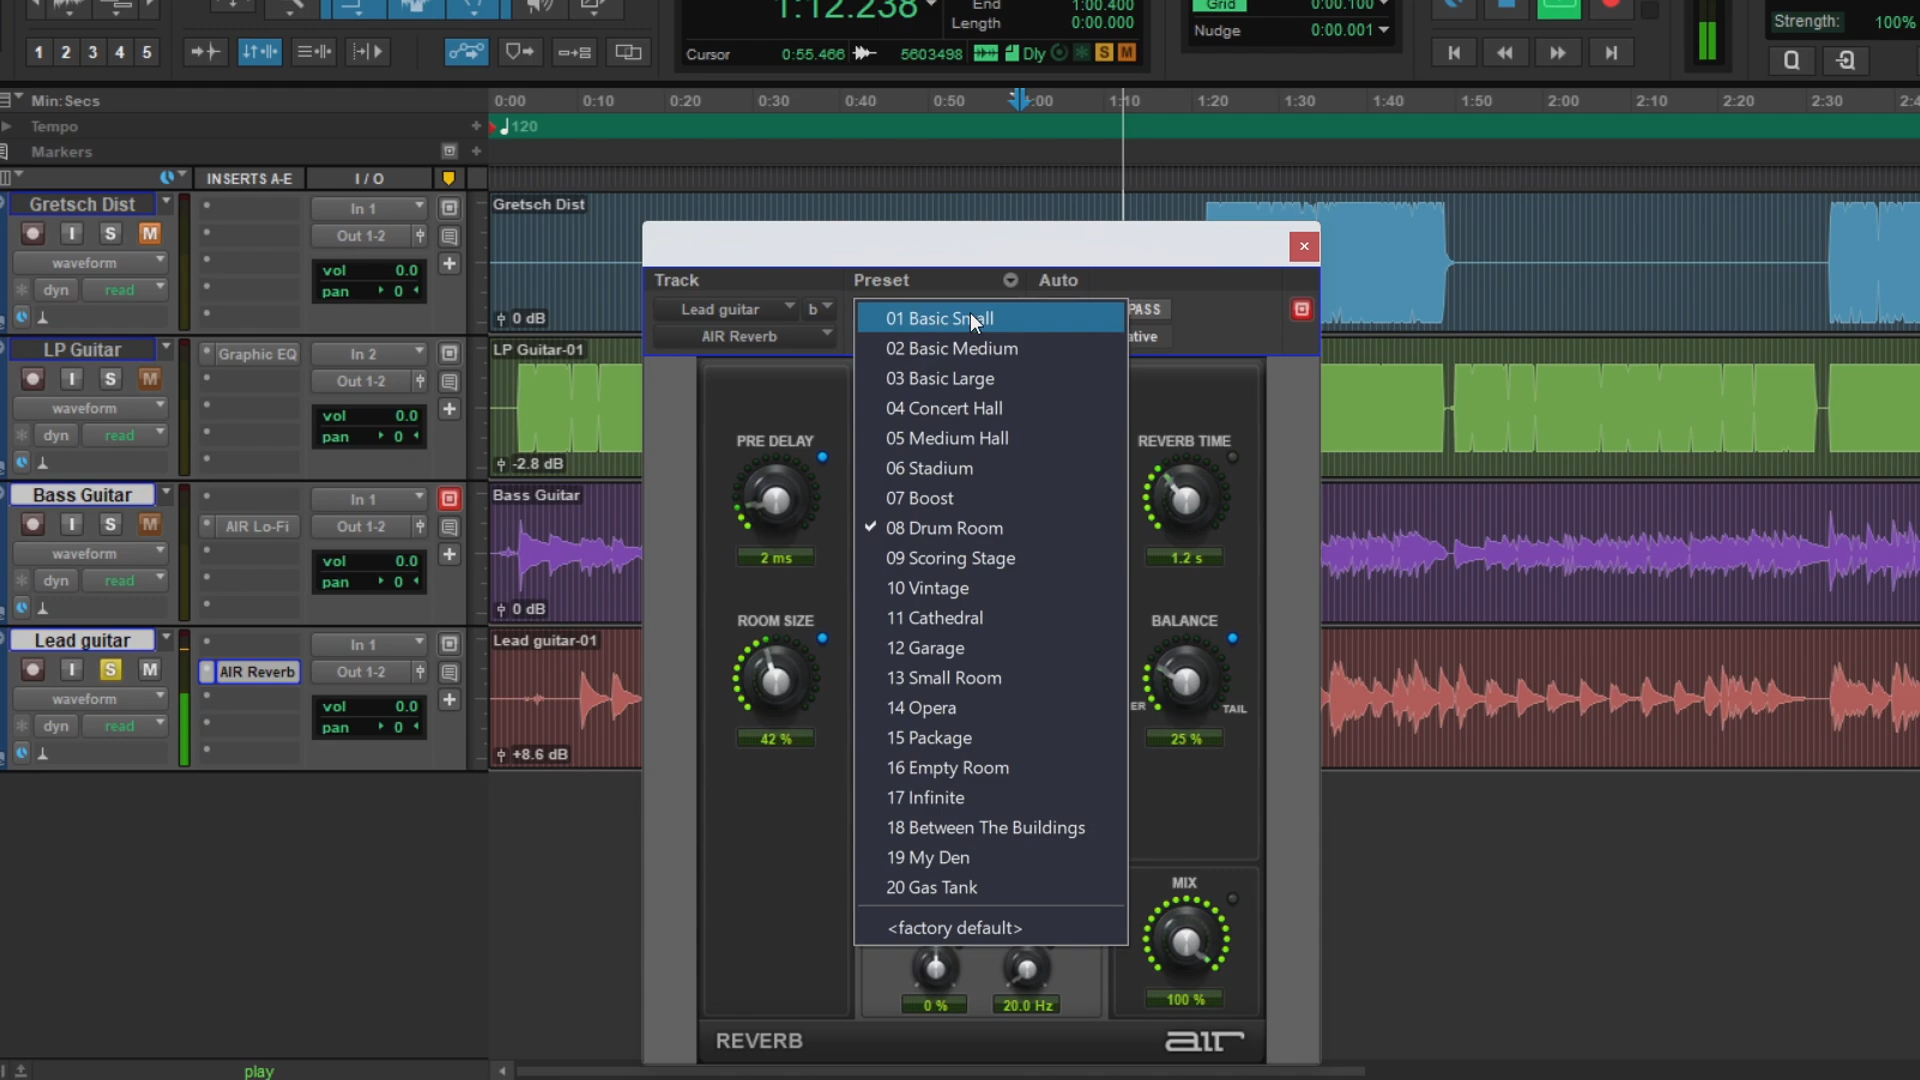 1:12.238
End 1:00.400
Length 0:00.000
Grid 0:00.100
Nudge 0:00.001
Strength: 100%
1 2 3 4 5
Cursor 0:55.466 5603498 Dly S M
Min:Secs
0:00 0:10 0:20 0:30 0:40 0:50 1:00 1:10 1:20 1:30 1:40 1:50 2:00 2:10 2:20 2:30
Tempo
120
Markers
INSERTS A-E I / O
Gretsch Dist
I S M
waveform
dyn read
In 1
Out 1-2
vol 0.0
pan 0
Gretsch Dist
0 dB
LP Guitar
I S M
waveform
dyn read
Graphic EQ
In 2
Out 1-2
vol 0.0
pan 0
LP Guitar-01
-2.8 dB
Bass Guitar
I S M
waveform
dyn read
AIR Lo-Fi
In 1
Out 1-2
vol 0.0
pan 0
Bass Guitar
0 dB
Lead guitar
I S M
waveform
dyn read
AIR Reverb
In 1
Out 1-2
vol 0.0
pan 0
Lead guitar-01
+8.6 dB
Track Preset Auto
Lead guitar b
AIR Reverb
PASS
ative
01 Basic Small
02 Basic Medium
03 Basic Large
04 Concert Hall
05 Medium Hall
06 Stadium
07 Boost
08 Drum Room
09 Scoring Stage
10 Vintage
11 Cathedral
12 Garage
13 Small Room
14 Opera
15 Package
16 Empty Room
17 Infinite
18 Between The Buildings
19 My Den
20 Gas Tank
<factory default>
PRE DELAY
2 ms
ROOM SIZE
42 %
REVERB TIME
1.2 s
BALANCE
ER TAIL
25 %
MIX
100 %
0 %
20.0 Hz
REVERB
air
play